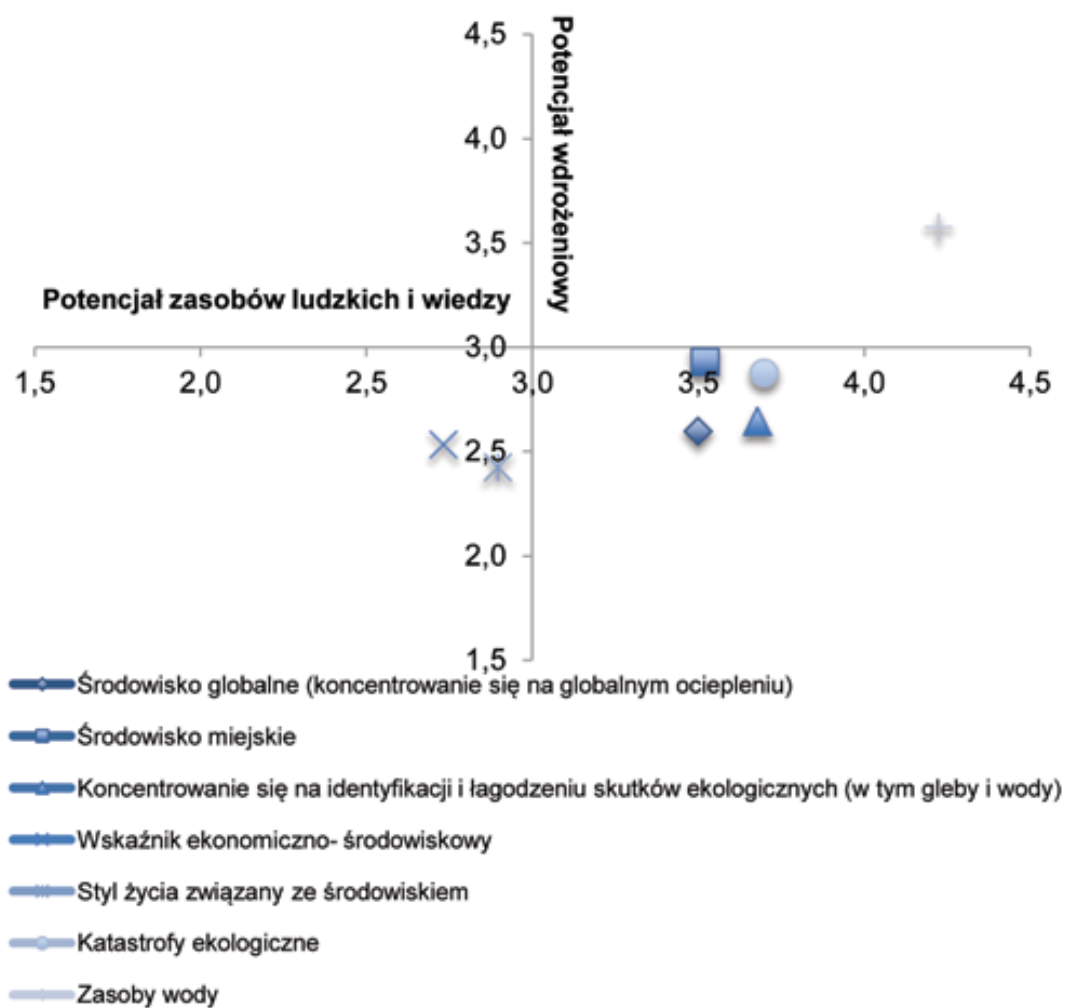 4,5
Potencjał wdrożeniowy
4,0
3,5
Potencjał zasobów ludzkich i wiedzy
3,0
1,5 2,0 2,5 3,0 3,5 4,0 4,5
2,5
2,0
1,5
Środowisko globalne (koncentrowanie się na globalnym ociepleniu)
Środowisko miejskie
Koncentrowanie się na identyfikacji i łagodzeniu skutków ekologicznych (w tym gleby i wody)
Wskaźnik ekonomiczno- środowiskowy
Styl życia związany ze środowiskiem
Katastrofy ekologiczne
Zasoby wody